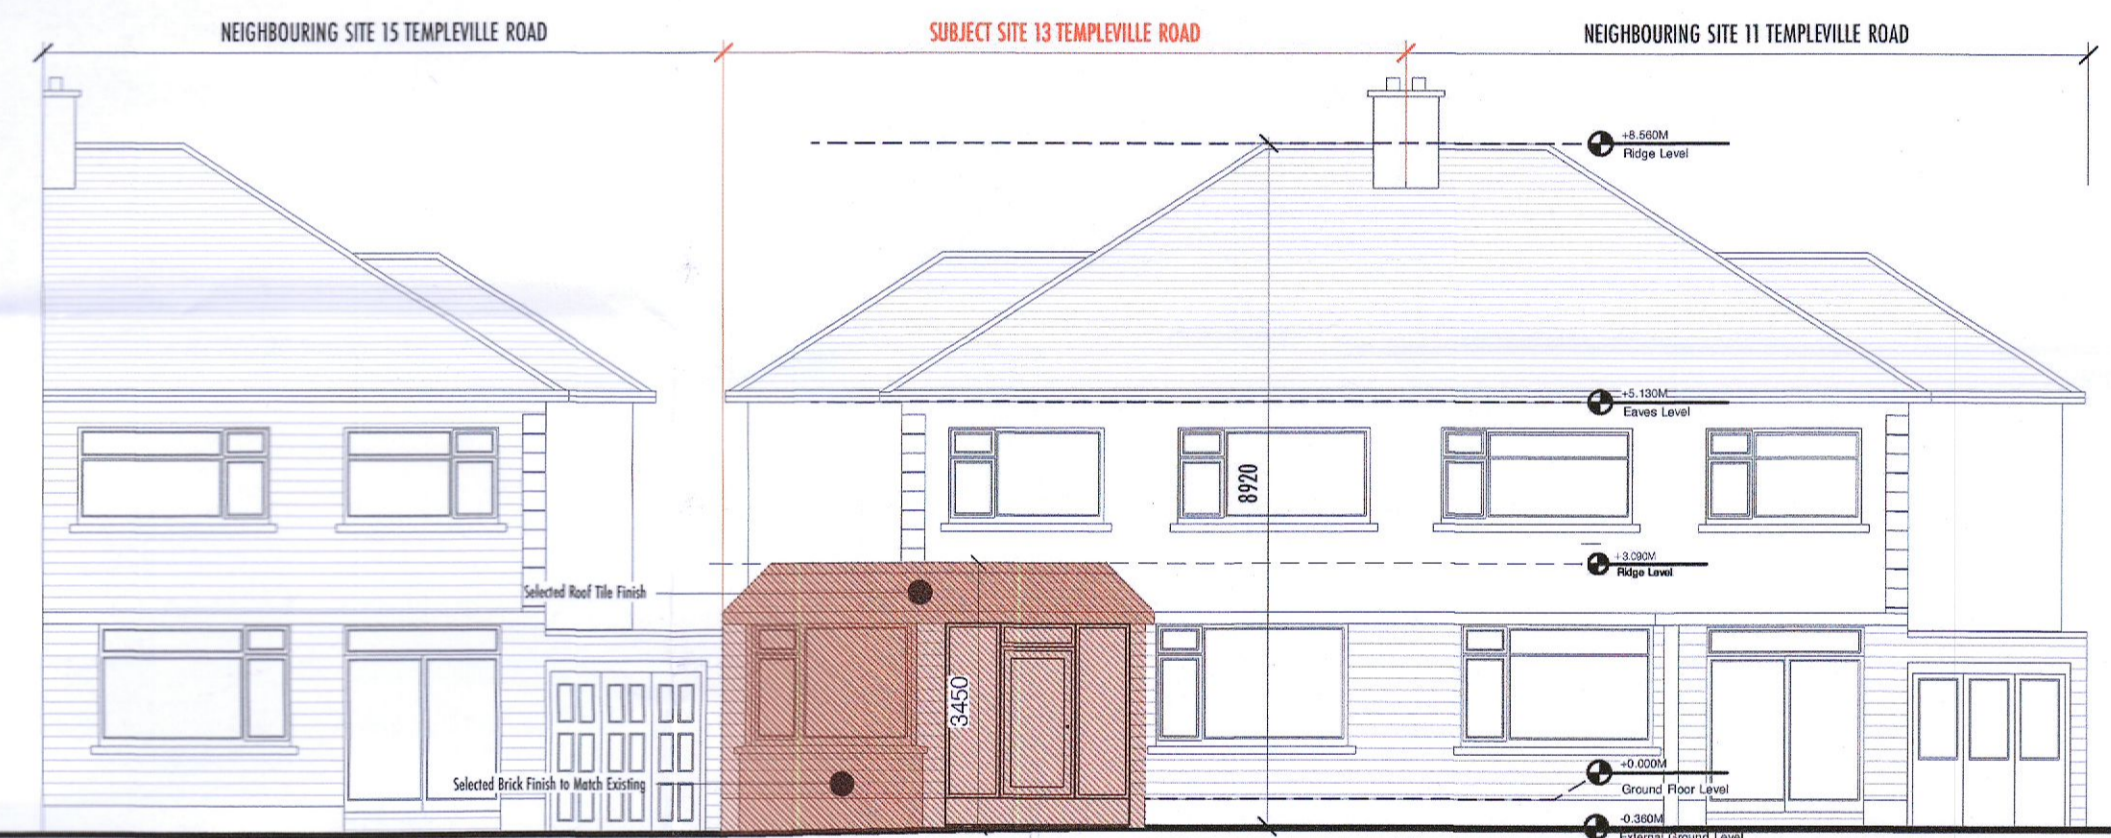 NEIGHBOURING SITE 15 TEMPLEVILLE ROAD
SUBJECT SITE 13 TEMPLEVILLE ROAD
NEIGHBOURING SITE 11 TEMPLEVILLE ROAD
+8.560M
Ridge Level
+5.130M
Eaves Level
8920
+3.090M
Ridge Level
Selected Roof Tile Finish
3450
Selected Brick Finish to Match Existing
+0.000M
Ground Floor Level
-0.360M
External Ground Level